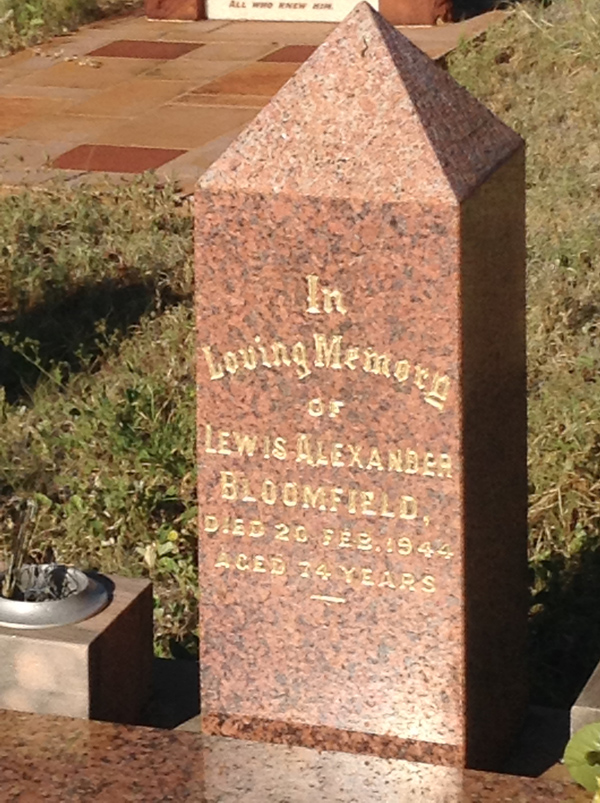 ALL WHO KNEW HIM.
In
Loving Memory
OF
LEWIS ALEXANDER
BLOOMFIELD,
DIED 20 FEB. 1944
AGED 74 YEARS